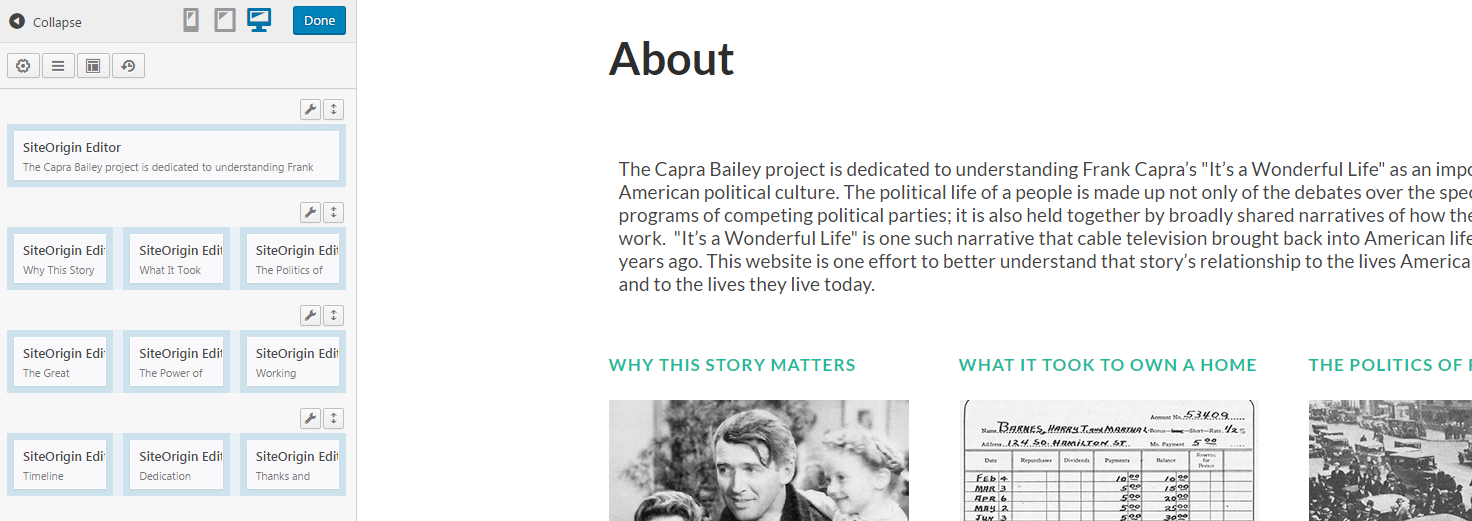 Collapse
Done
SiteOrigin Editor
The Capra Bailey project is dedicated to understanding Frank
SiteOrigin Edi
Why This Story
SiteOrigin Edi
What It Took
SiteOrigin Edi
The Politics of
SiteOrigin Edi
The Great
SiteOrigin Edi
The Power of
SiteOrigin Edi
Working
SiteOrigin Edi
Timeline
SiteOrigin Edi
Dedication
SiteOrigin Edi
Thanks and
About
The Capra Bailey project is dedicated to understanding Frank Capra’s "It’s a Wonderful Life" as an impo
American political culture. The political life of a people is made up not only of the debates over the spec
programs of competing political parties; it is also held together by broadly shared narratives of how the
work.  "It’s a Wonderful Life" is one such narrative that cable television brought back into American life
years ago. This website is one effort to better understand that story’s relationship to the lives America
and to the lives they live today.
WHY THIS STORY MATTERS
WHAT IT TOOK TO OWN A HOME
THE POLITICS OF
Account No. 53409
Name BARNES, HARRY T. and MARTHA L. Bonus Short-Rate 1/2 %
Address 124 SO. HAMILTON ST. Mo. Payment 5 00
Date Repurchases Dividends Payments Balance Reserve for Bonus
FEB 4 10 00 10 00
MAR 3 5 00 15 00
APR 6 5 00 20 00
MAY 2 5 00 25 00
JUN 3 5 00 30 00